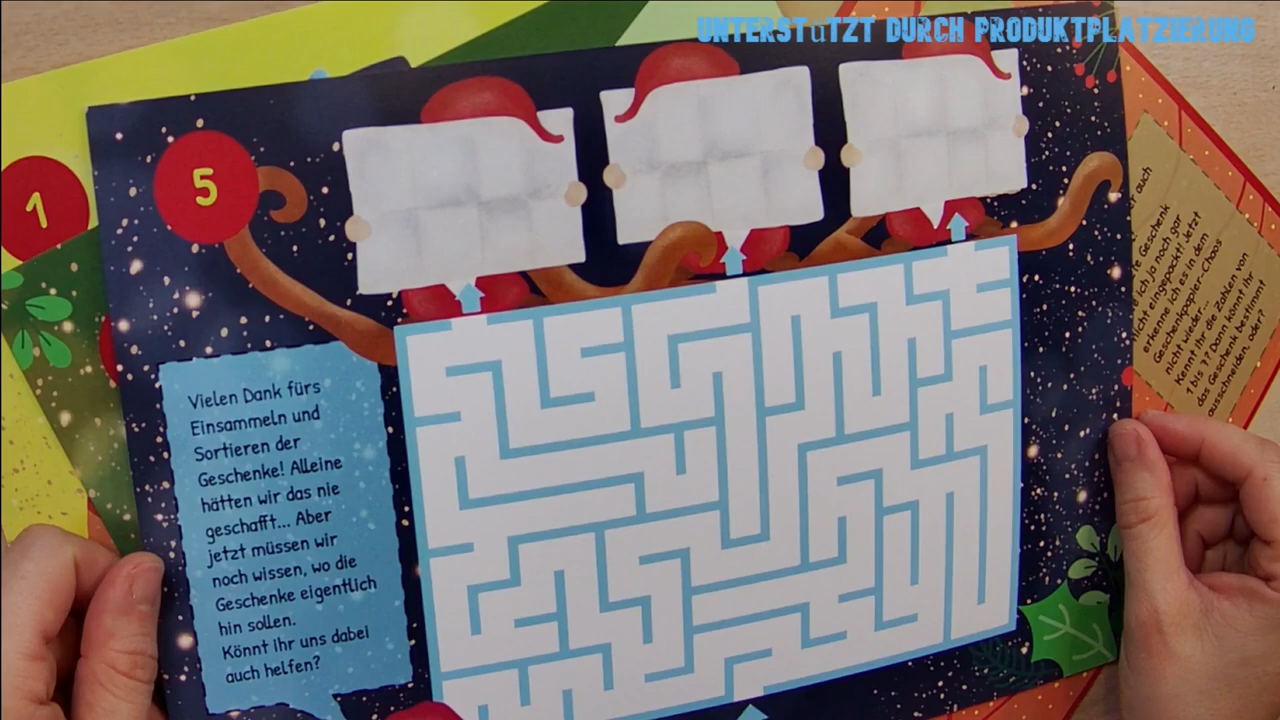 UNTERSTüTZT DURCH PRODUKTPLATZIERUNG
1
5
Vielen Dank fürs
Einsammeln und
Sortieren der
Geschenke! Alleine
hätten wir das nie
geschafft... Aber
jetzt müssen wir
noch wissen, wo die
Geschenke eigentlich
hin sollen.
Könnt ihr uns dabei
auch helfen?
auch
te Geschenk
ich ja noch gar
nicht eingepackt! Jetzt
erkenne ich es in dem
Geschenkpapier-Chaos
nicht wieder...
Kennt ihr die Zahlen von
1 bis ?? Dann könnt ihr
das Geschenk bestimmt
ausschneiden, oder?